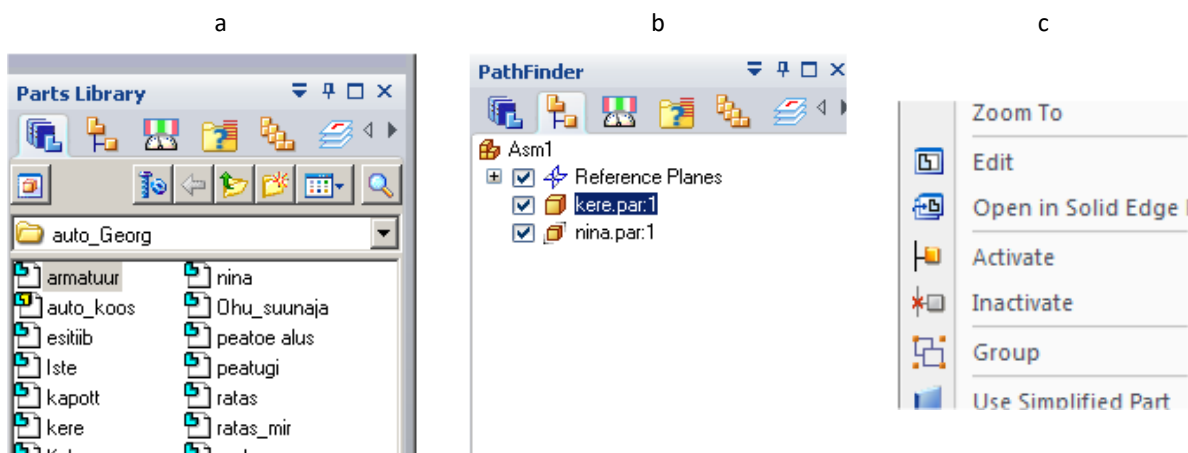 a
b
c
Parts Library
auto_Georg
armatuur
auto_koos
esitiib
Iste
kapott
kere
nina
Ohu_suunaja
peatoe alus
peatugi
ratas
ratas_mir
PathFinder
Asm1
Reference Planes
kere.par:1
nina.par:1
Zoom To
Edit
Open in Solid Edge
Activate
Inactivate
Group
Use Simplified Part